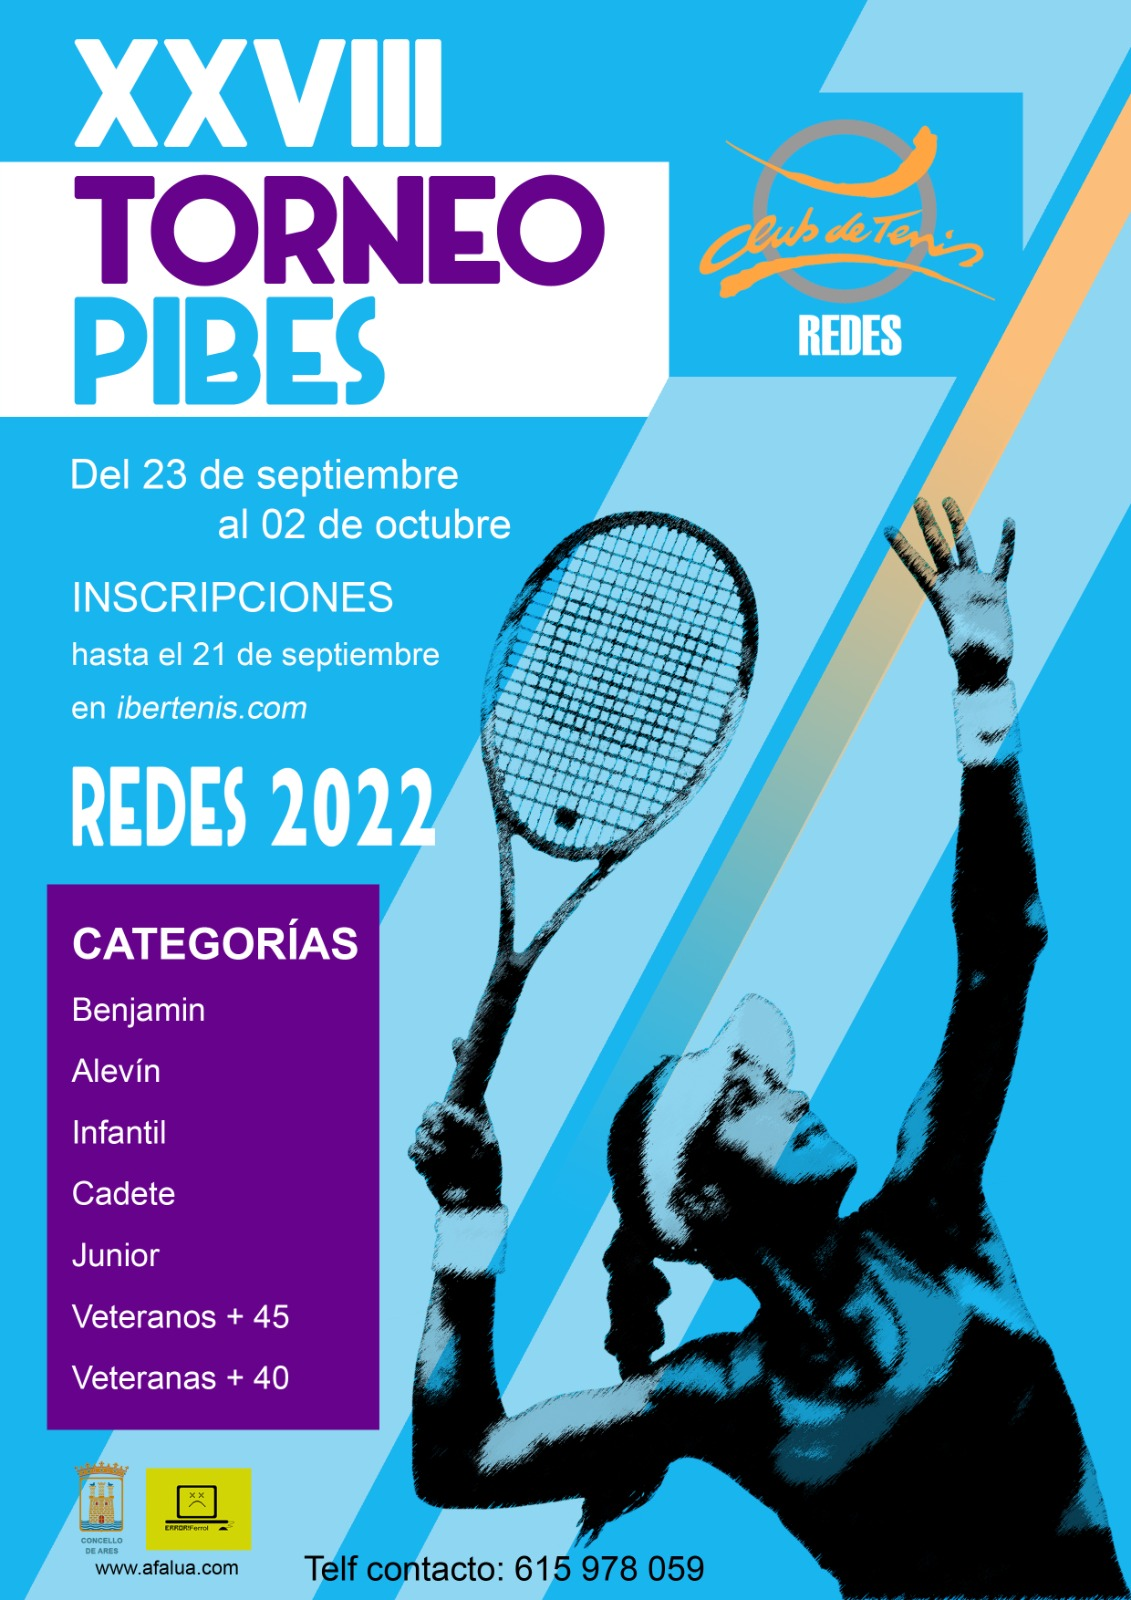 XXVIII
TORNEO
PIBES
Club de Tenis
REDES
Del 23 de septiembre
al 02 de octubre
INSCRIPCIONES
hasta el 21 de septiembre
en ibertenis.com
REDES 2022
CATEGORÍAS
Benjamin
Alevín
Infantil
Cadete
Junior
Veteranos + 45
Veteranas + 40
CONCELLO
DE ARES
ERROR!Ferrol
www.afalua.com
Telf contacto: 615 978 059